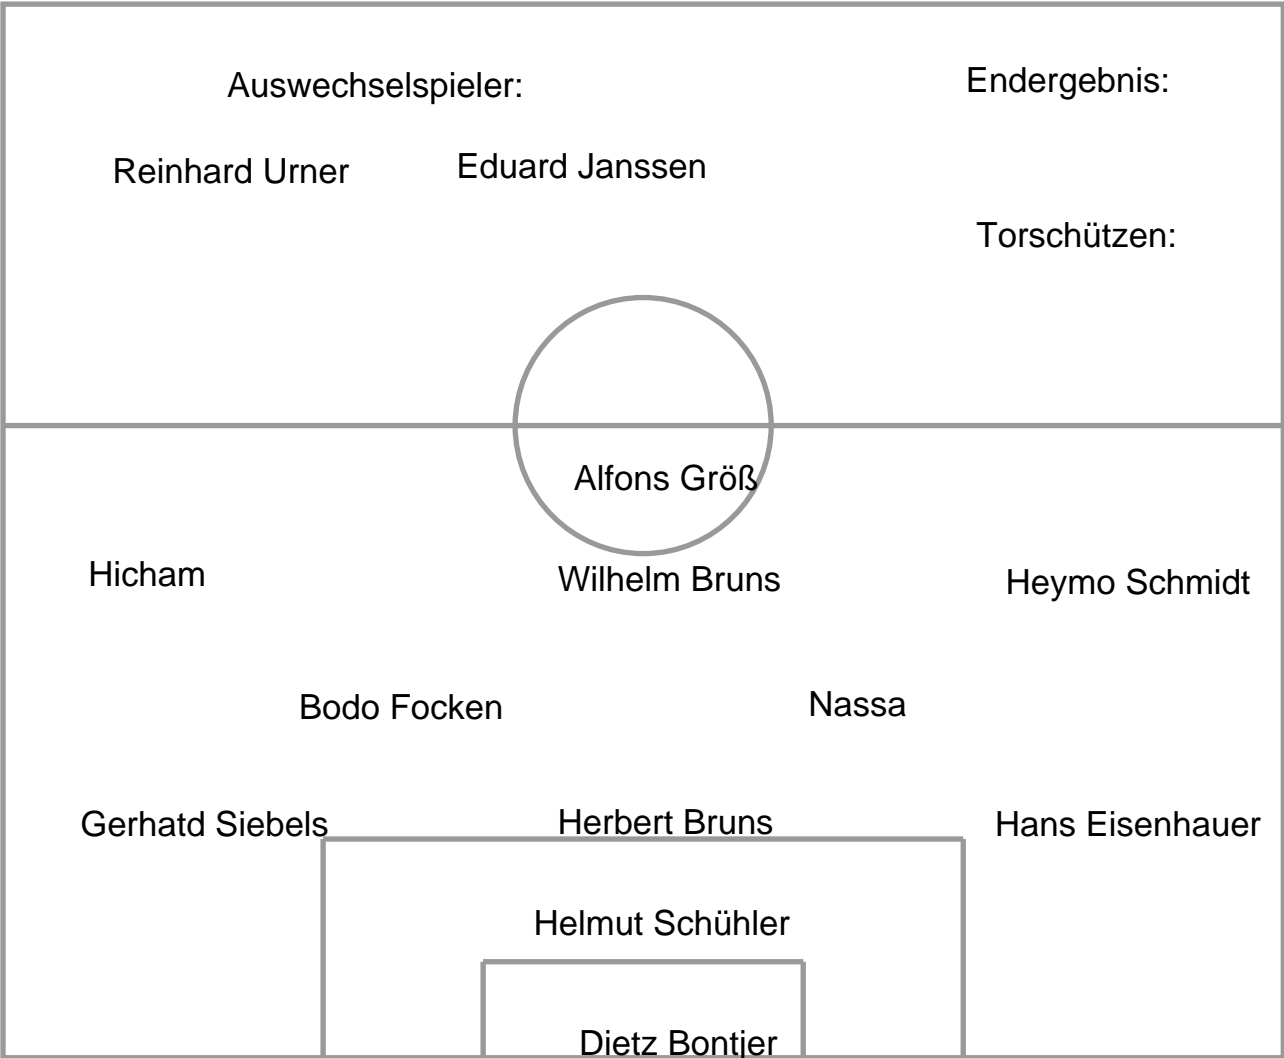 Auswechselspieler:
Endergebnis:
Reinhard Urner
Eduard Janssen
Torschützen:
Alfons Größ
Hicham
Wilhelm Bruns
Heymo Schmidt
Bodo Focken
Nassa
Gerhatd Siebels
Herbert Bruns
Hans Eisenhauer
Helmut Schühler
Dietz Bontjer